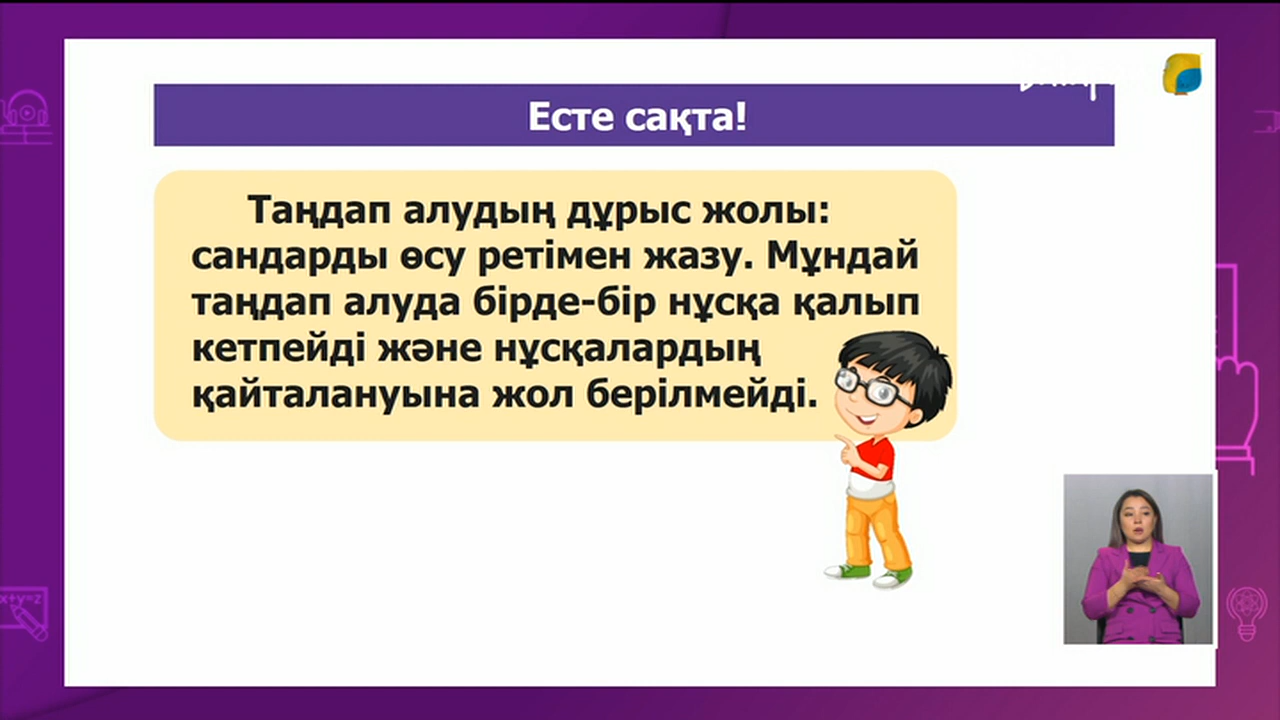 Есте сақта!
Таңдап алудың дұрыс жолы:
сандарды өсу ретімен жазу. Мұндай
таңдап алуда бірде-бір нұсқа қалып
кетпейді және нұсқалардың
қайталануына жол берілмейді.
x+y=z